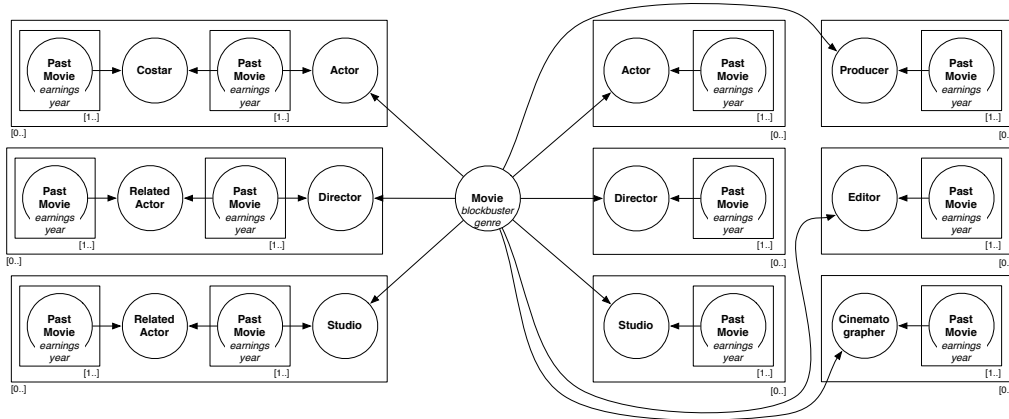 Past
Movie
earnings
year
[1..]
Costar
Past
Movie
earnings
year
[1..]
Actor
[0..]
Past
Movie
earnings
year
[1..]
Related
Actor
Past
Movie
earnings
year
[1..]
Director
[0..]
Past
Movie
earnings
year
[1..]
Related
Actor
Past
Movie
earnings
year
[1..]
Studio
[0..]
Movie
blockbuster
genre
Actor
Past
Movie
earnings
year
[1..]
[0..]
Director
Past
Movie
earnings
year
[1..]
[0..]
Studio
Past
Movie
earnings
year
[1..]
[0..]
Producer
Past
Movie
earnings
year
[1..]
[0..
Editor
Past
Movie
earnings
year
[1..]
[0..
Cinemato
grapher
Past
Movie
earnings
year
[1..]
[0..